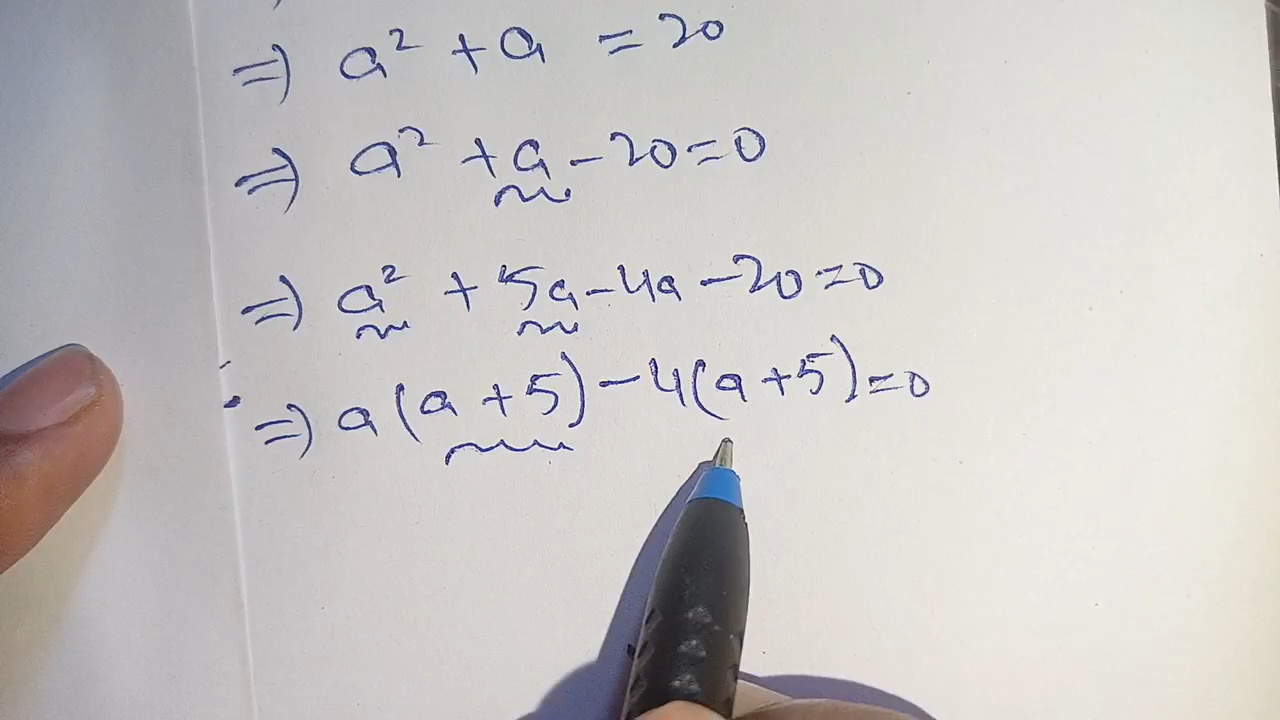 ⇒ a² + a = 20
⇒ a² + a - 20 = 0
⇒ a² + 5a - 4a - 20 = 0
⇒ a (a + 5) - 4 (a + 5) = 0